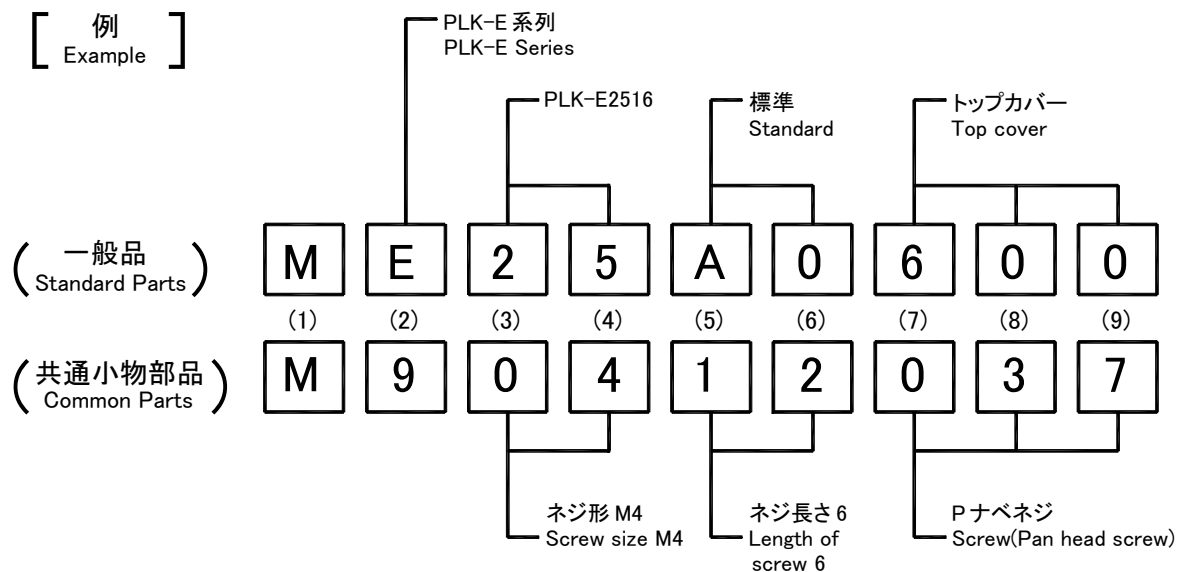 例
Example
PLK-E 系列
PLK-E Series
PLK-E2516
標準
Standard
トップカバー
Top cover
一般品
Standard Parts
M E 2 5 A 0 6 0 0
(1) (2) (3) (4) (5) (6) (7) (8) (9)
共通小物部品
Common Parts
M 9 0 4 1 2 0 3 7
ネジ形 M4
Screw size M4
ネジ長さ 6
Length of
screw 6
P ナベネジ
Screw(Pan head screw)